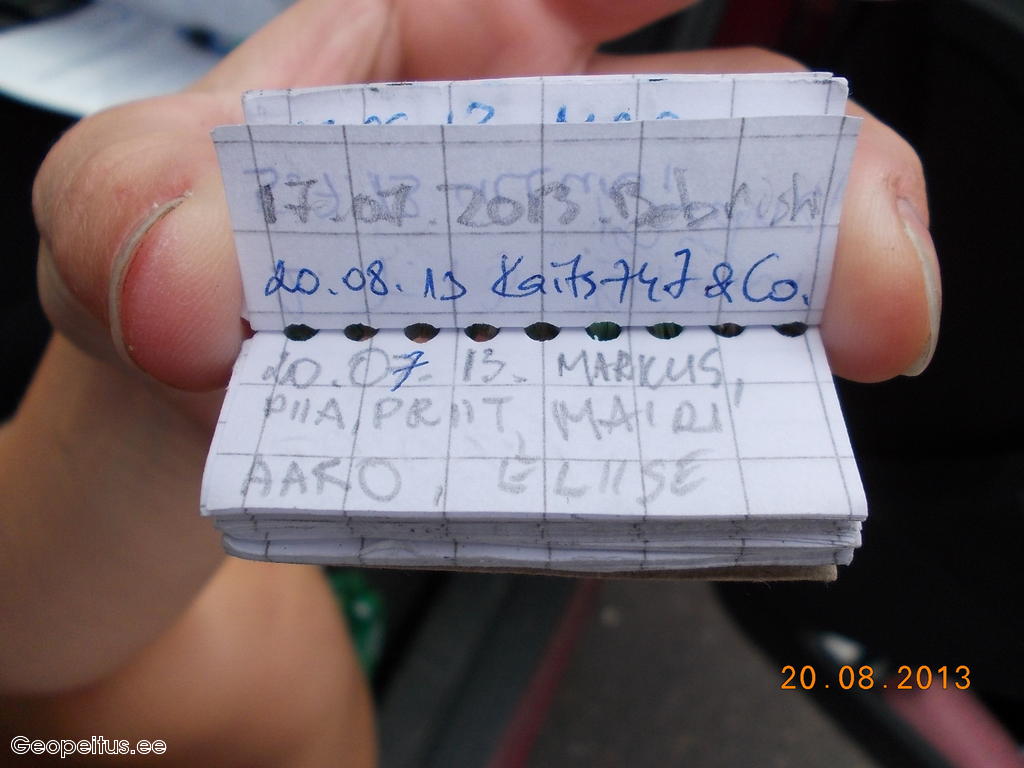 17.07.2013
20.08.13 Kaits747 & Co.
20.07.13. MARKUS,
PIIA, PRIIT, MAIRI
AARO, ELIISE
20.08.2013
Geopeitus.ee